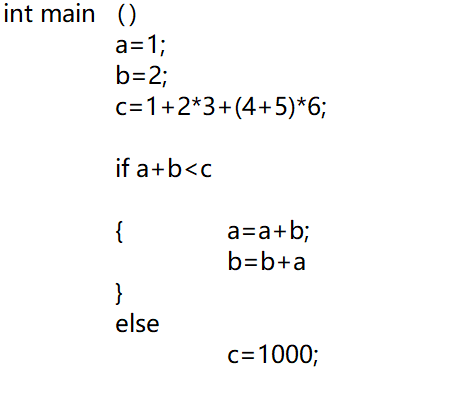 int main （）
a=1;
b=2;
c=1+2*3+(4+5)*6;
if a+b<c
{ a=a+b;
b=b+a
}
else
c=1000;